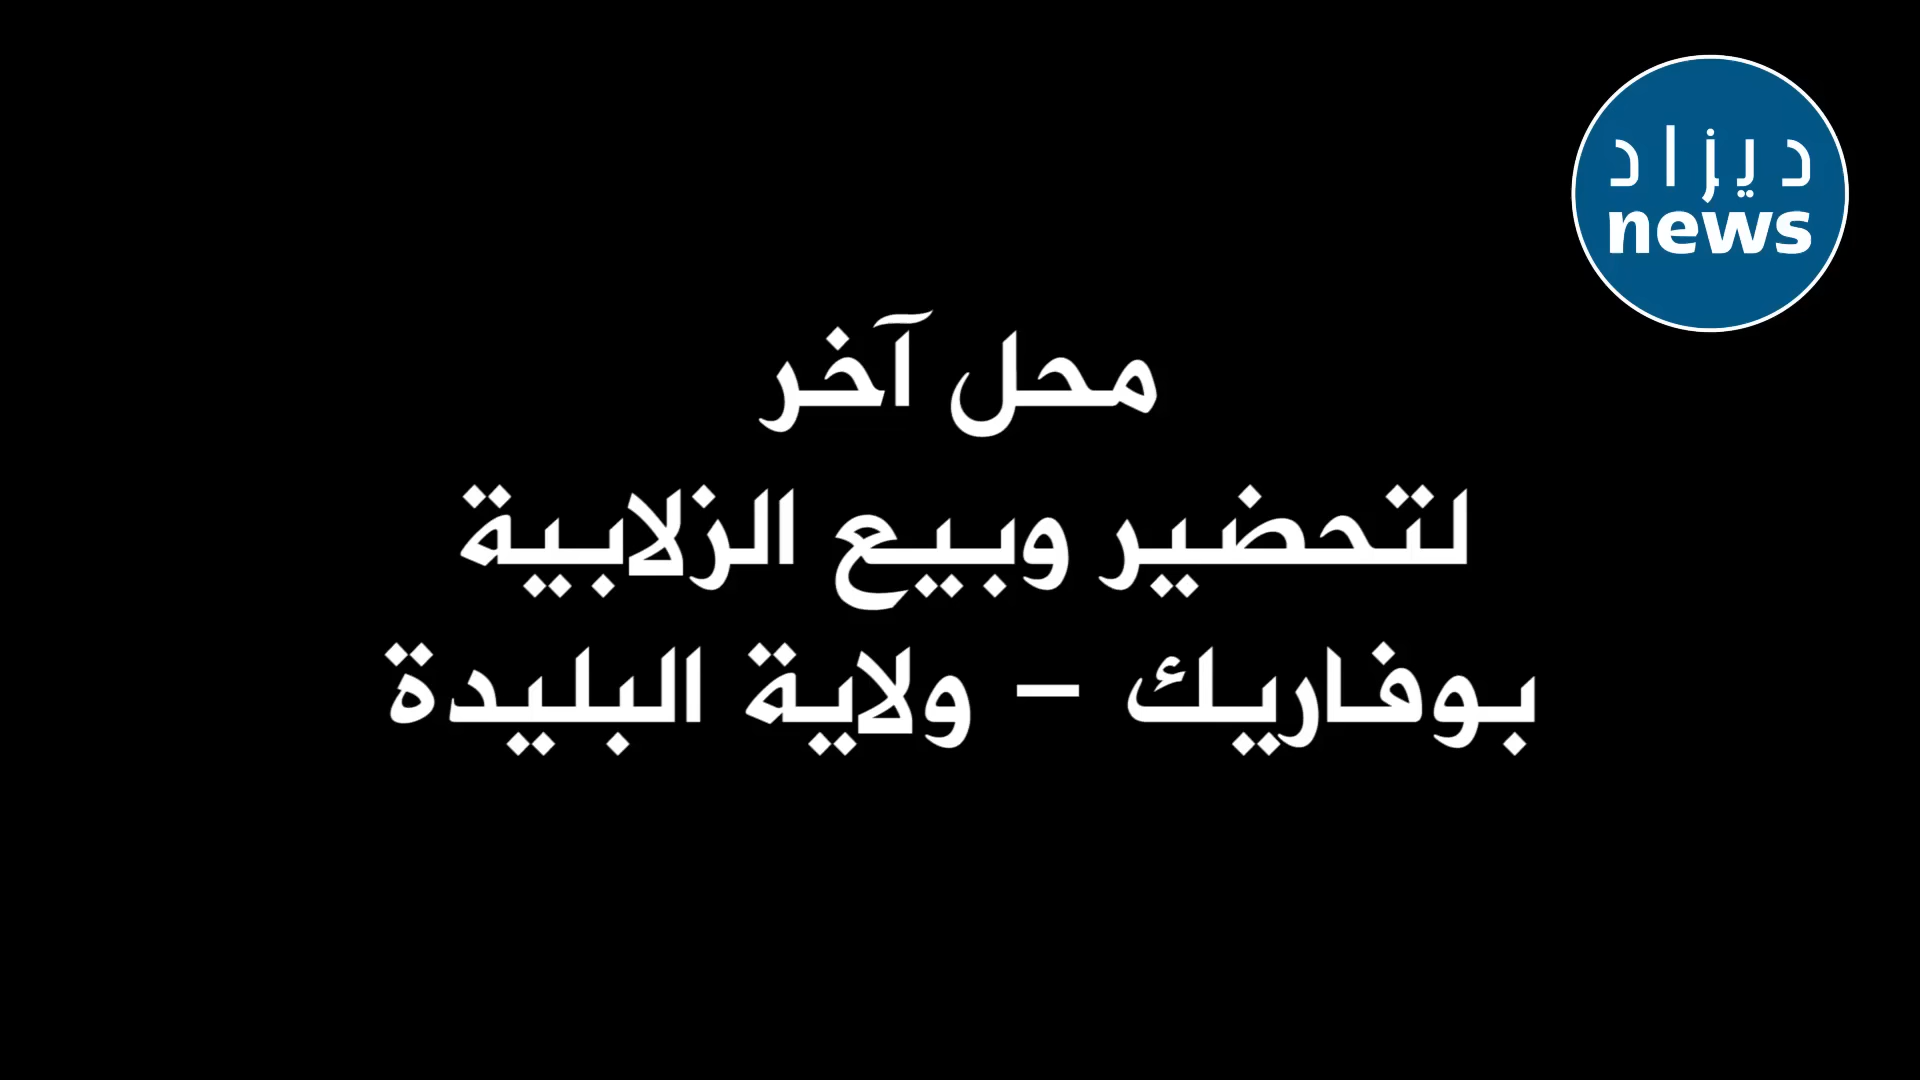 ديزاد
news
محل آخر
لتحضير وبيع الزلابية
بوفاريك - ولاية البليدة